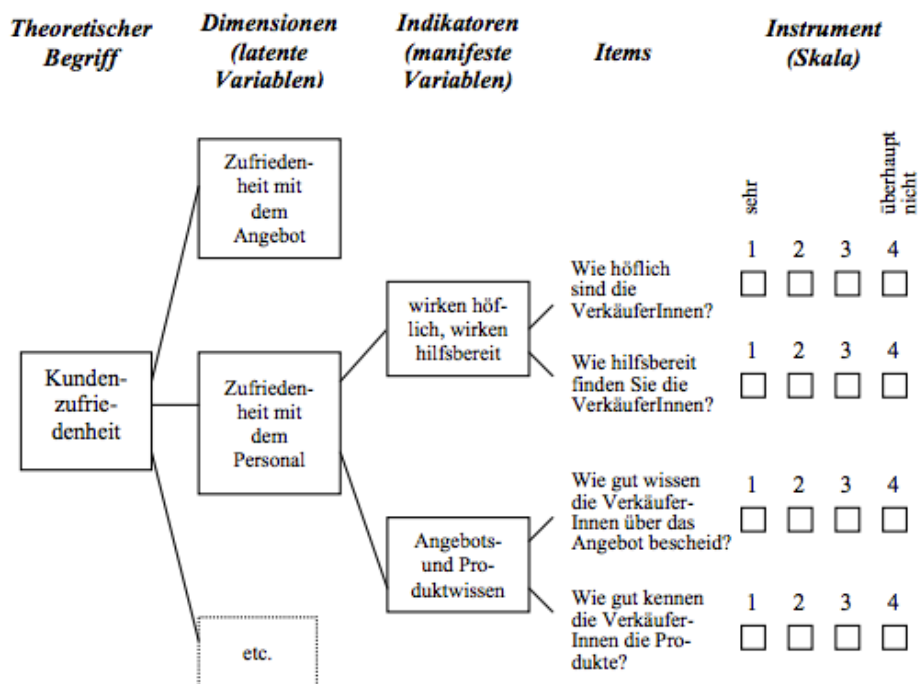 Theoretischer
Begriff
Dimensionen
(latente
Variablen)
Indikatoren
(manifeste
Variablen)
Items
Instrument
(Skala)
Kunden-
zufrie-
denheit
Zufrieden-
heit mit
dem
Angebot
Zufrieden-
heit mit
dem
Personal
etc.
wirken höf-
lich, wirken
hilfsbereit
Angebots-
und Pro-
duktwissen
sehr
überhaupt
nicht
Wie höflich
sind die
VerkäuferInnen?
1 2 3 4
Wie hilfsbereit
finden Sie die
VerkäuferInnen?
1 2 3 4
Wie gut wissen
die Verkäufer-
Innen über das
Angebot bescheid?
1 2 3 4
Wie gut kennen
die Verkäufer-
Innen die Pro-
dukte?
1 2 3 4